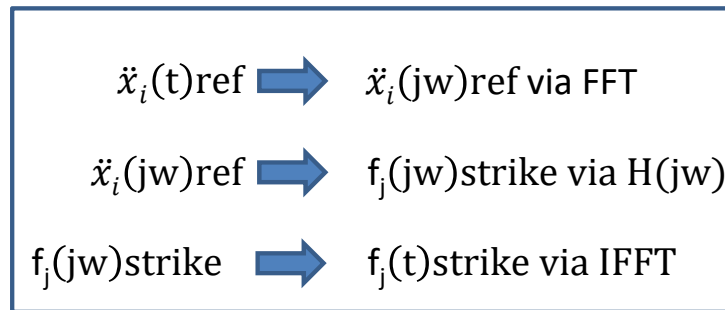 ẍᵢ(t)ref ➡ ẍᵢ(jw)ref via FFT
ẍᵢ(jw)ref ➡ fⱼ(jw)strike via H(jw)
fⱼ(jw)strike ➡ fⱼ(t)strike via IFFT